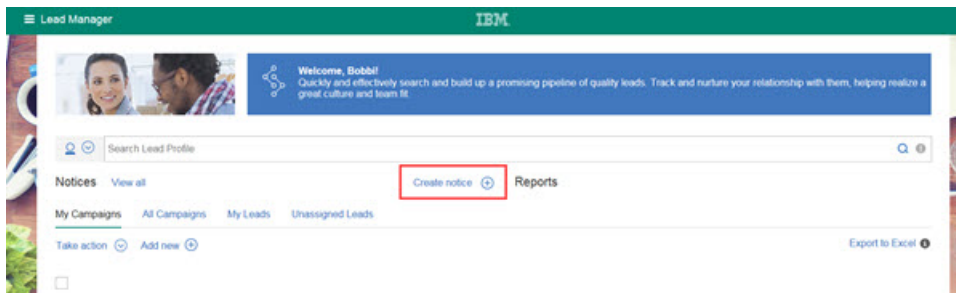 Lead Manager
IBM
Welcome, Bobbi!
Quickly and effectively search and build up a promising pipeline of quality leads. Track and nurture your relationship with them, helping realize a
great culture and team fit
Search Lead Profile
Notices View all Create notice Reports
My Campaigns All Campaigns My Leads Unassigned Leads
Take action Add new Export to Excel